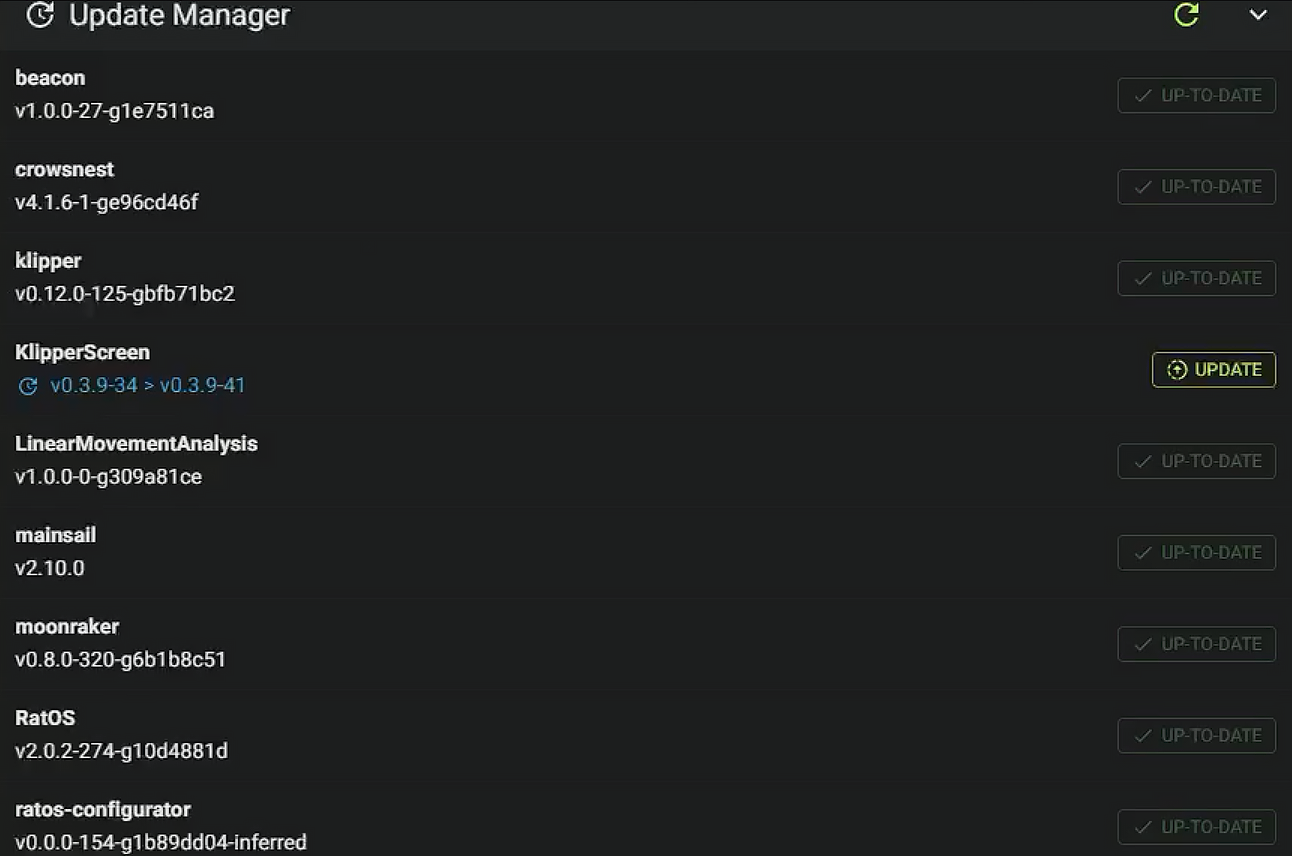 Update Manager
beacon
v1.0.0-27-g1e7511ca
UP-TO-DATE
crowsnest
v4.1.6-1-ge96cd46f
UP-TO-DATE
klipper
v0.12.0-125-gbfb71bc2
UP-TO-DATE
KlipperScreen
v0.3.9-34 > v0.3.9-41
UPDATE
LinearMovementAnalysis
v1.0.0-0-g309a81ce
UP-TO-DATE
mainsail
v2.10.0
UP-TO-DATE
moonraker
v0.8.0-320-g6b1b8c51
UP-TO-DATE
RatOS
v2.0.2-274-g10d4881d
UP-TO-DATE
ratos-configurator
v0.0.0-154-g1b89dd04-inferred
UP-TO-DATE